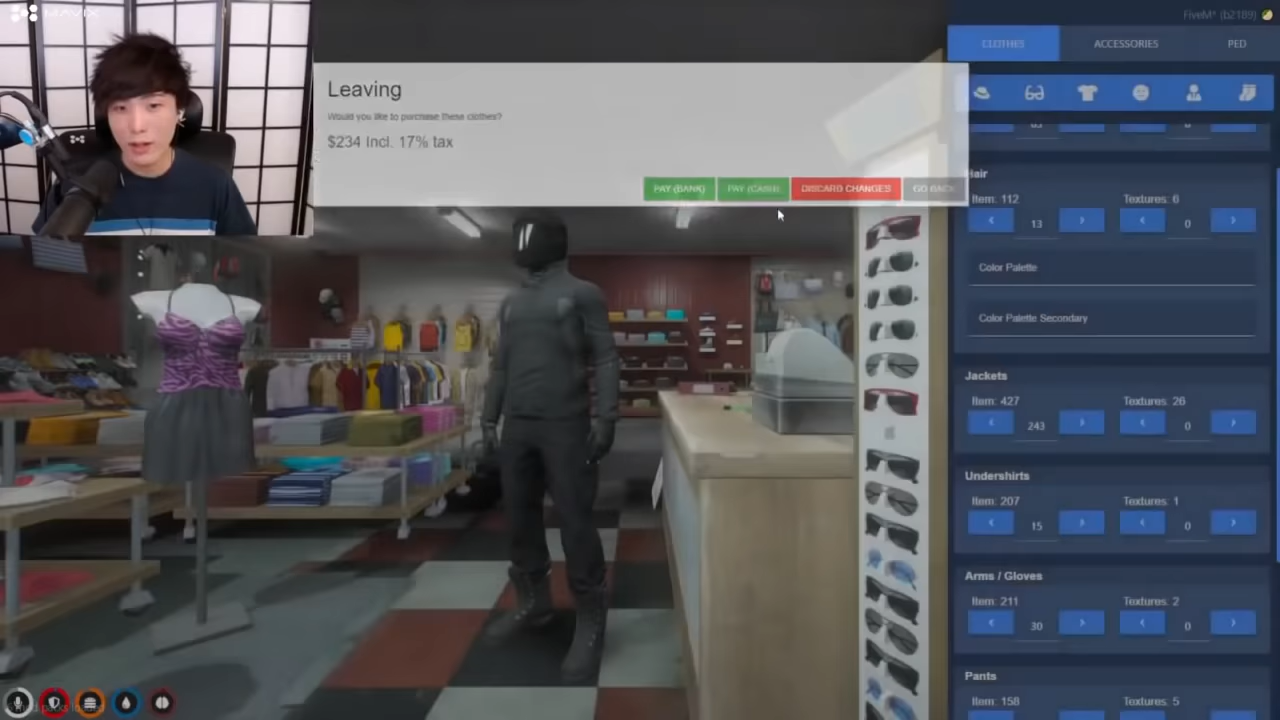 MAVIX
FiveM* (b2189)
CLOTHES
ACCESSORIES
PED
Leaving
Would you like to purchase these clothes?
$234 Incl. 17% tax
PAY (BANK)
PAY (CASH)
DISCARD CHANGES
GO BACK
Hair
Item: 112
Textures: 6
13
0
Color Palette
Color Palette Secondary
Jackets
Item: 427
Textures: 26
243
0
Undershirts
Item: 207
Textures: 1
15
0
Arms / Gloves
Item: 211
Textures: 2
30
0
Pants
Item: 158
Textures: 5